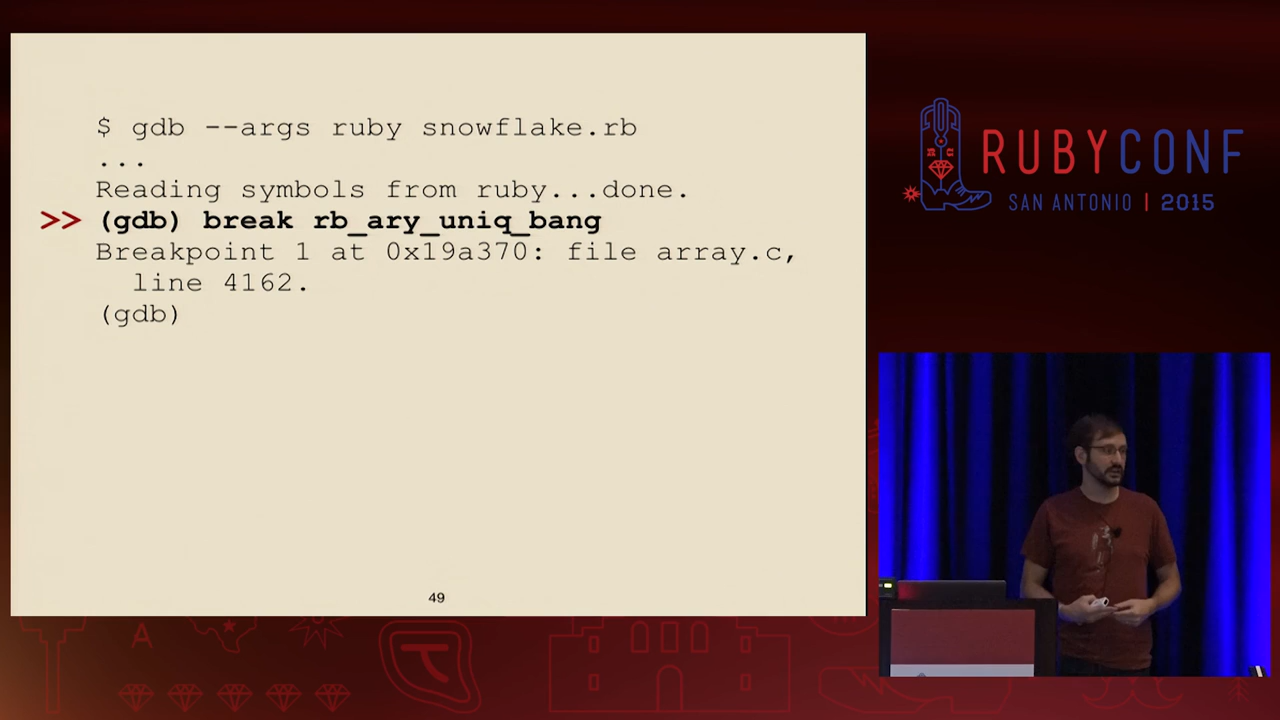 $ gdb --args ruby snowflake.rb
...
Reading symbols from ruby...done.
>> (gdb) break rb_ary_uniq_bang
Breakpoint 1 at 0x19a370: file array.c,
line 4162.
(gdb)
49
RUBYCONF
SAN ANTONIO | 2015